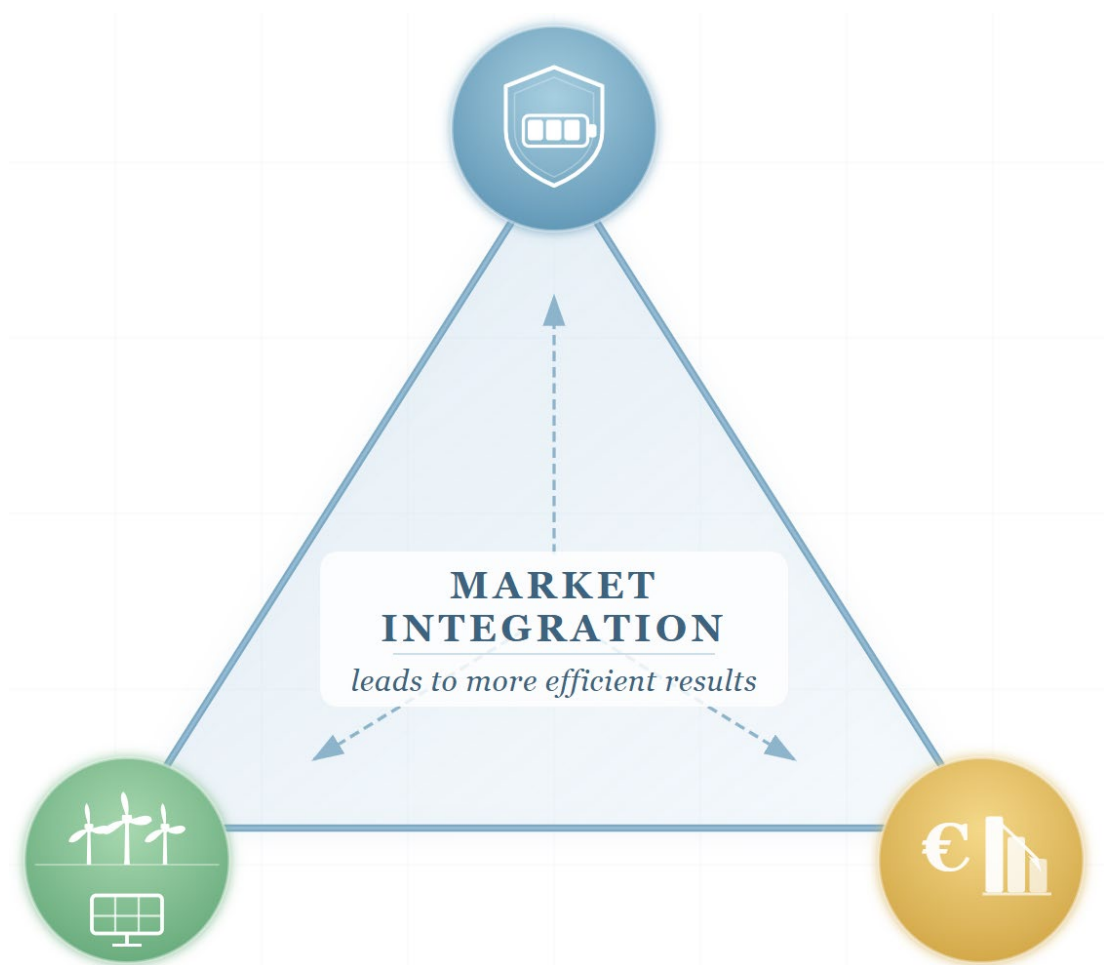 MARKET
INTEGRATION
leads to more efficient results
€